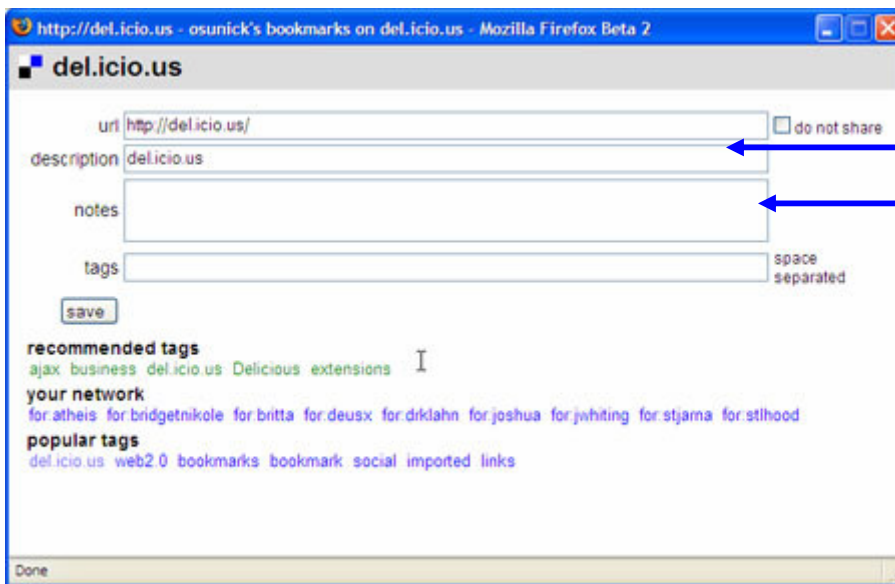 http://del.icio.us - osunick's bookmarks on del.icio.us - Mozilla Firefox Beta 2
del.icio.us
url http://del.icio.us/ do not share
description del.icio.us
notes
tags space separated
save
recommended tags
ajax business del.icio.us Delicious extensions
your network
for:atheis for:bridgetnikole for:britta for:deusx for:drklahn for:joshua for:jwhiting for:stjarna for:stlhood
popular tags
del.icio.us web2.0 bookmarks bookmark social imported links
Done